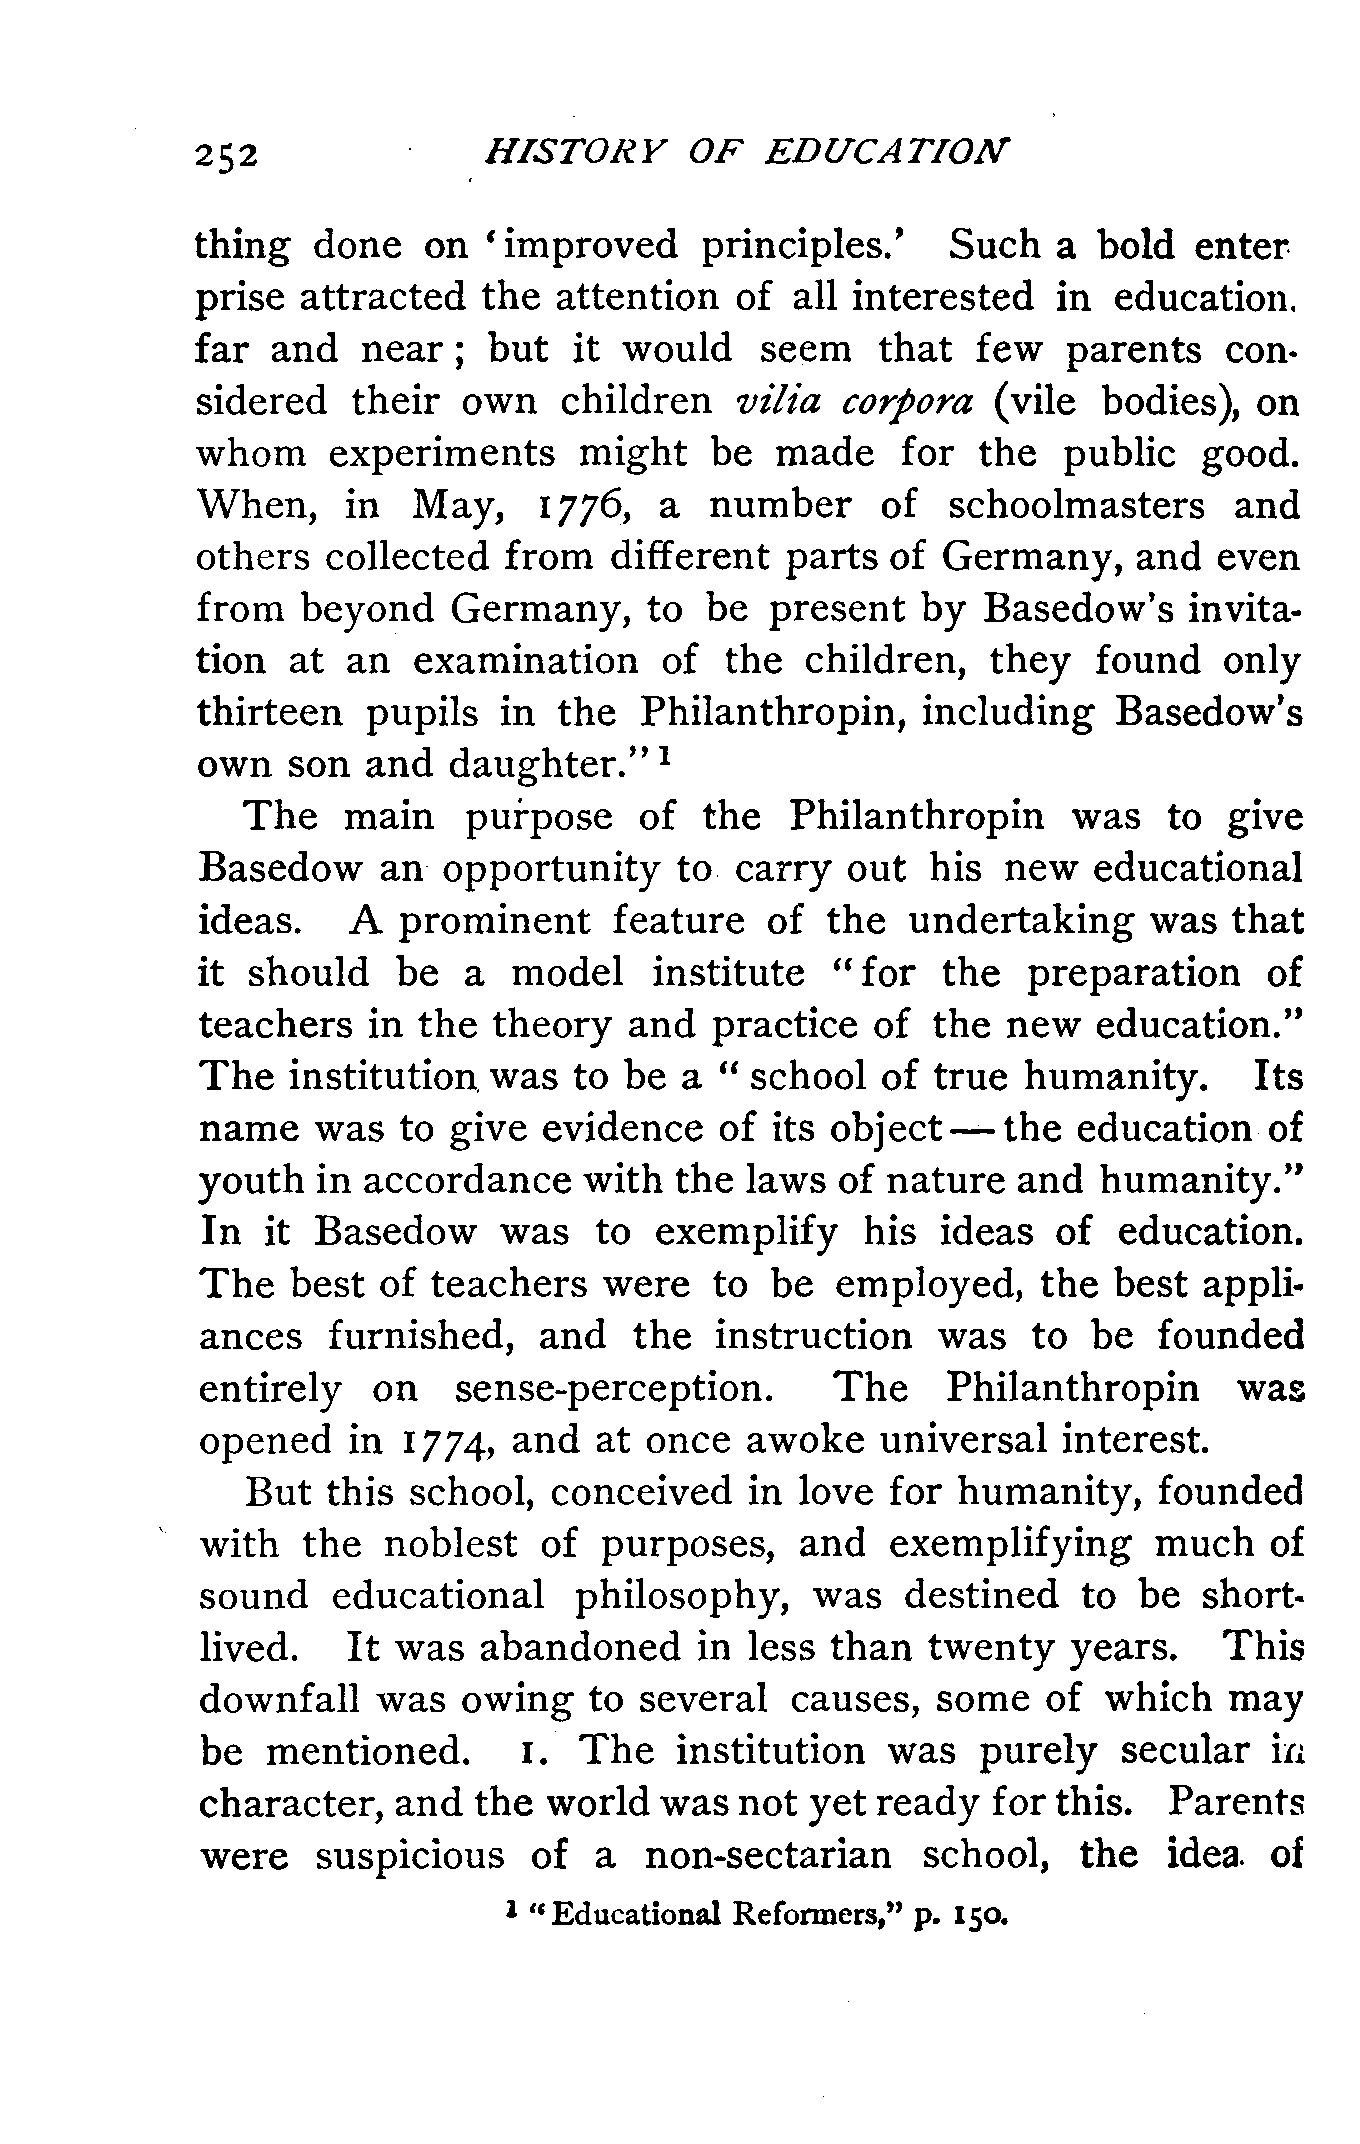 252 HISTORY OF EDUCATION
thing done on 'improved principles.' Such a bold enter-
prise attracted the attention of all interested in education.
far and near; but it would seem that few parents con-
sidered their own children vilia corpora (vile bodies), on
whom experiments might be made for the public good.
When, in May, 1776, a number of schoolmasters and
others collected from different parts of Germany, and even
from beyond Germany, to be present by Basedow's invita-
tion at an examination of the children, they found only
thirteen pupils in the Philanthropin, including Basedow's
own son and daughter." 1
The main purpose of the Philanthropin was to give
Basedow an opportunity to carry out his new educational
ideas. A prominent feature of the undertaking was that
it should be a model institute "for the preparation of
teachers in the theory and practice of the new education."
The institution was to be a "school of true humanity. Its
name was to give evidence of its object—the education of
youth in accordance with the laws of nature and humanity."
In it Basedow was to exemplify his ideas of education.
The best of teachers were to be employed, the best appli-
ances furnished, and the instruction was to be founded
entirely on sense-perception. The Philanthropin was
opened in 1774, and at once awoke universal interest.
But this school, conceived in love for humanity, founded
with the noblest of purposes, and exemplifying much of
sound educational philosophy, was destined to be short-
lived. It was abandoned in less than twenty years. This
downfall was owing to several causes, some of which may
be mentioned. 1. The institution was purely secular in
character, and the world was not yet ready for this. Parents
were suspicious of a non-sectarian school, the idea of
1 "Educational Reformers," p. 150.